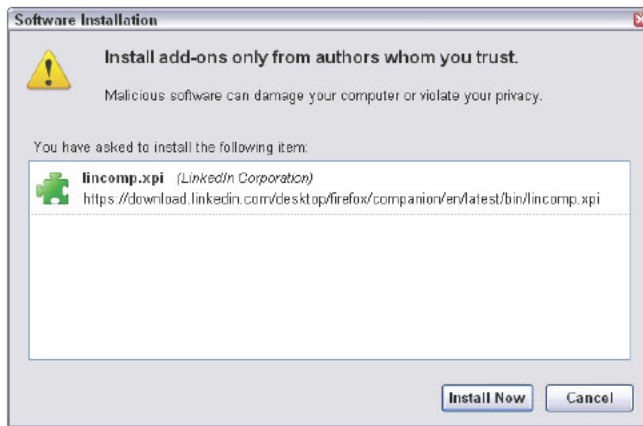 Software Installation
Install add-ons only from authors whom you trust.
Malicious software can damage your computer or violate your privacy.
You have asked to install the following item:
lincomp.xpi (LinkedIn Corporation)
https://download.linkedin.com/desktop/firefox/companion/en/latest/bin/lincomp.xpi
Install Now Cancel